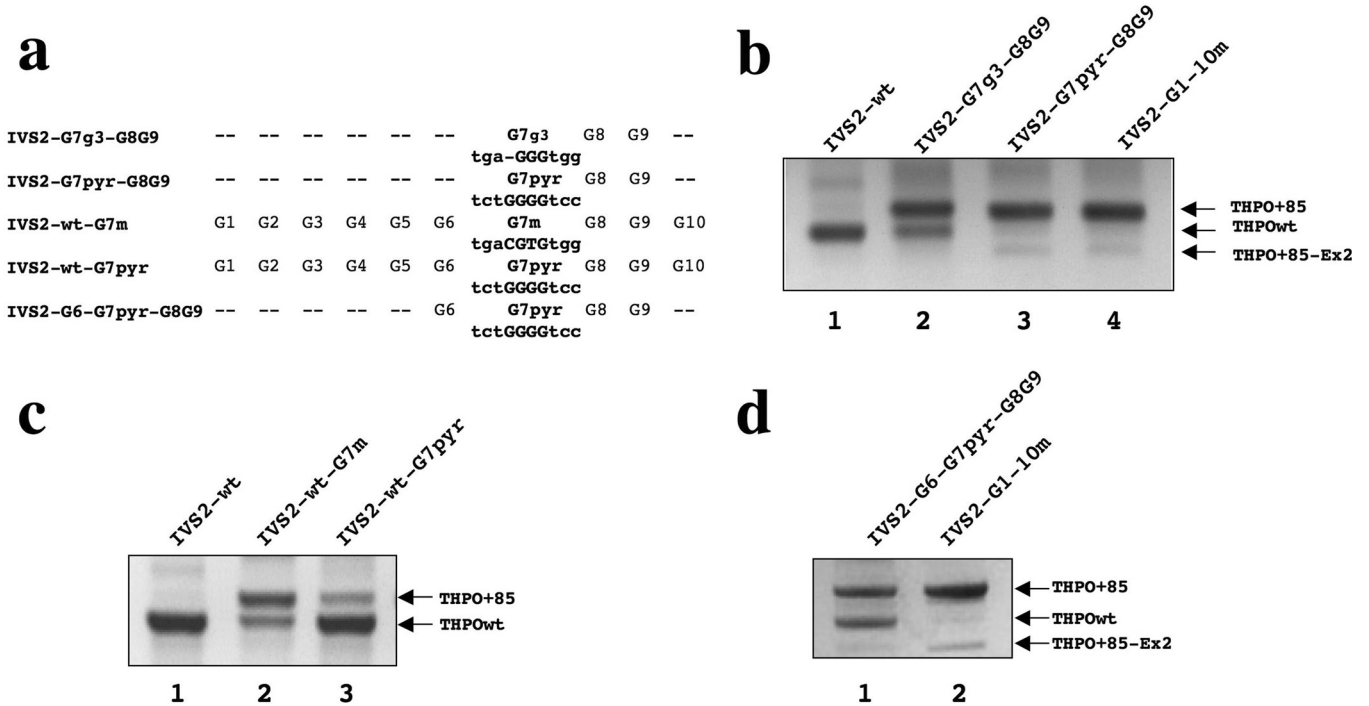 a
IVS2-G7g3-G8G9 -- -- -- -- -- -- G7g3 G8 G9 --
tga-GGGtgg
IVS2-G7pyr-G8G9 -- -- -- -- -- -- G7pyr G8 G9 --
tctGGGGtcc
IVS2-wt-G7m G1 G2 G3 G4 G5 G6 G7m G8 G9 G10
tgaCGTGtgg
IVS2-wt-G7pyr G1 G2 G3 G4 G5 G6 G7pyr G8 G9 G10
tctGGGGtcc
IVS2-G6-G7pyr-G8G9 -- -- -- -- -- G6 G7pyr G8 G9 --
tctGGGGtcc
b
IVS2-wt
IVS2-G7g3-G8G9
IVS2-G7pyr-G8G9
IVS2-G1-10m
THPO+85
THPOwt
THPO+85-Ex2
1 2 3 4
c
IVS2-wt
IVS2-wt-G7m
IVS2-wt-G7pyr
THPO+85
THPOwt
1 2 3
d
IVS2-G6-G7pyr-G8G9
IVS2-G1-10m
THPO+85
THPOwt
THPO+85-Ex2
1 2